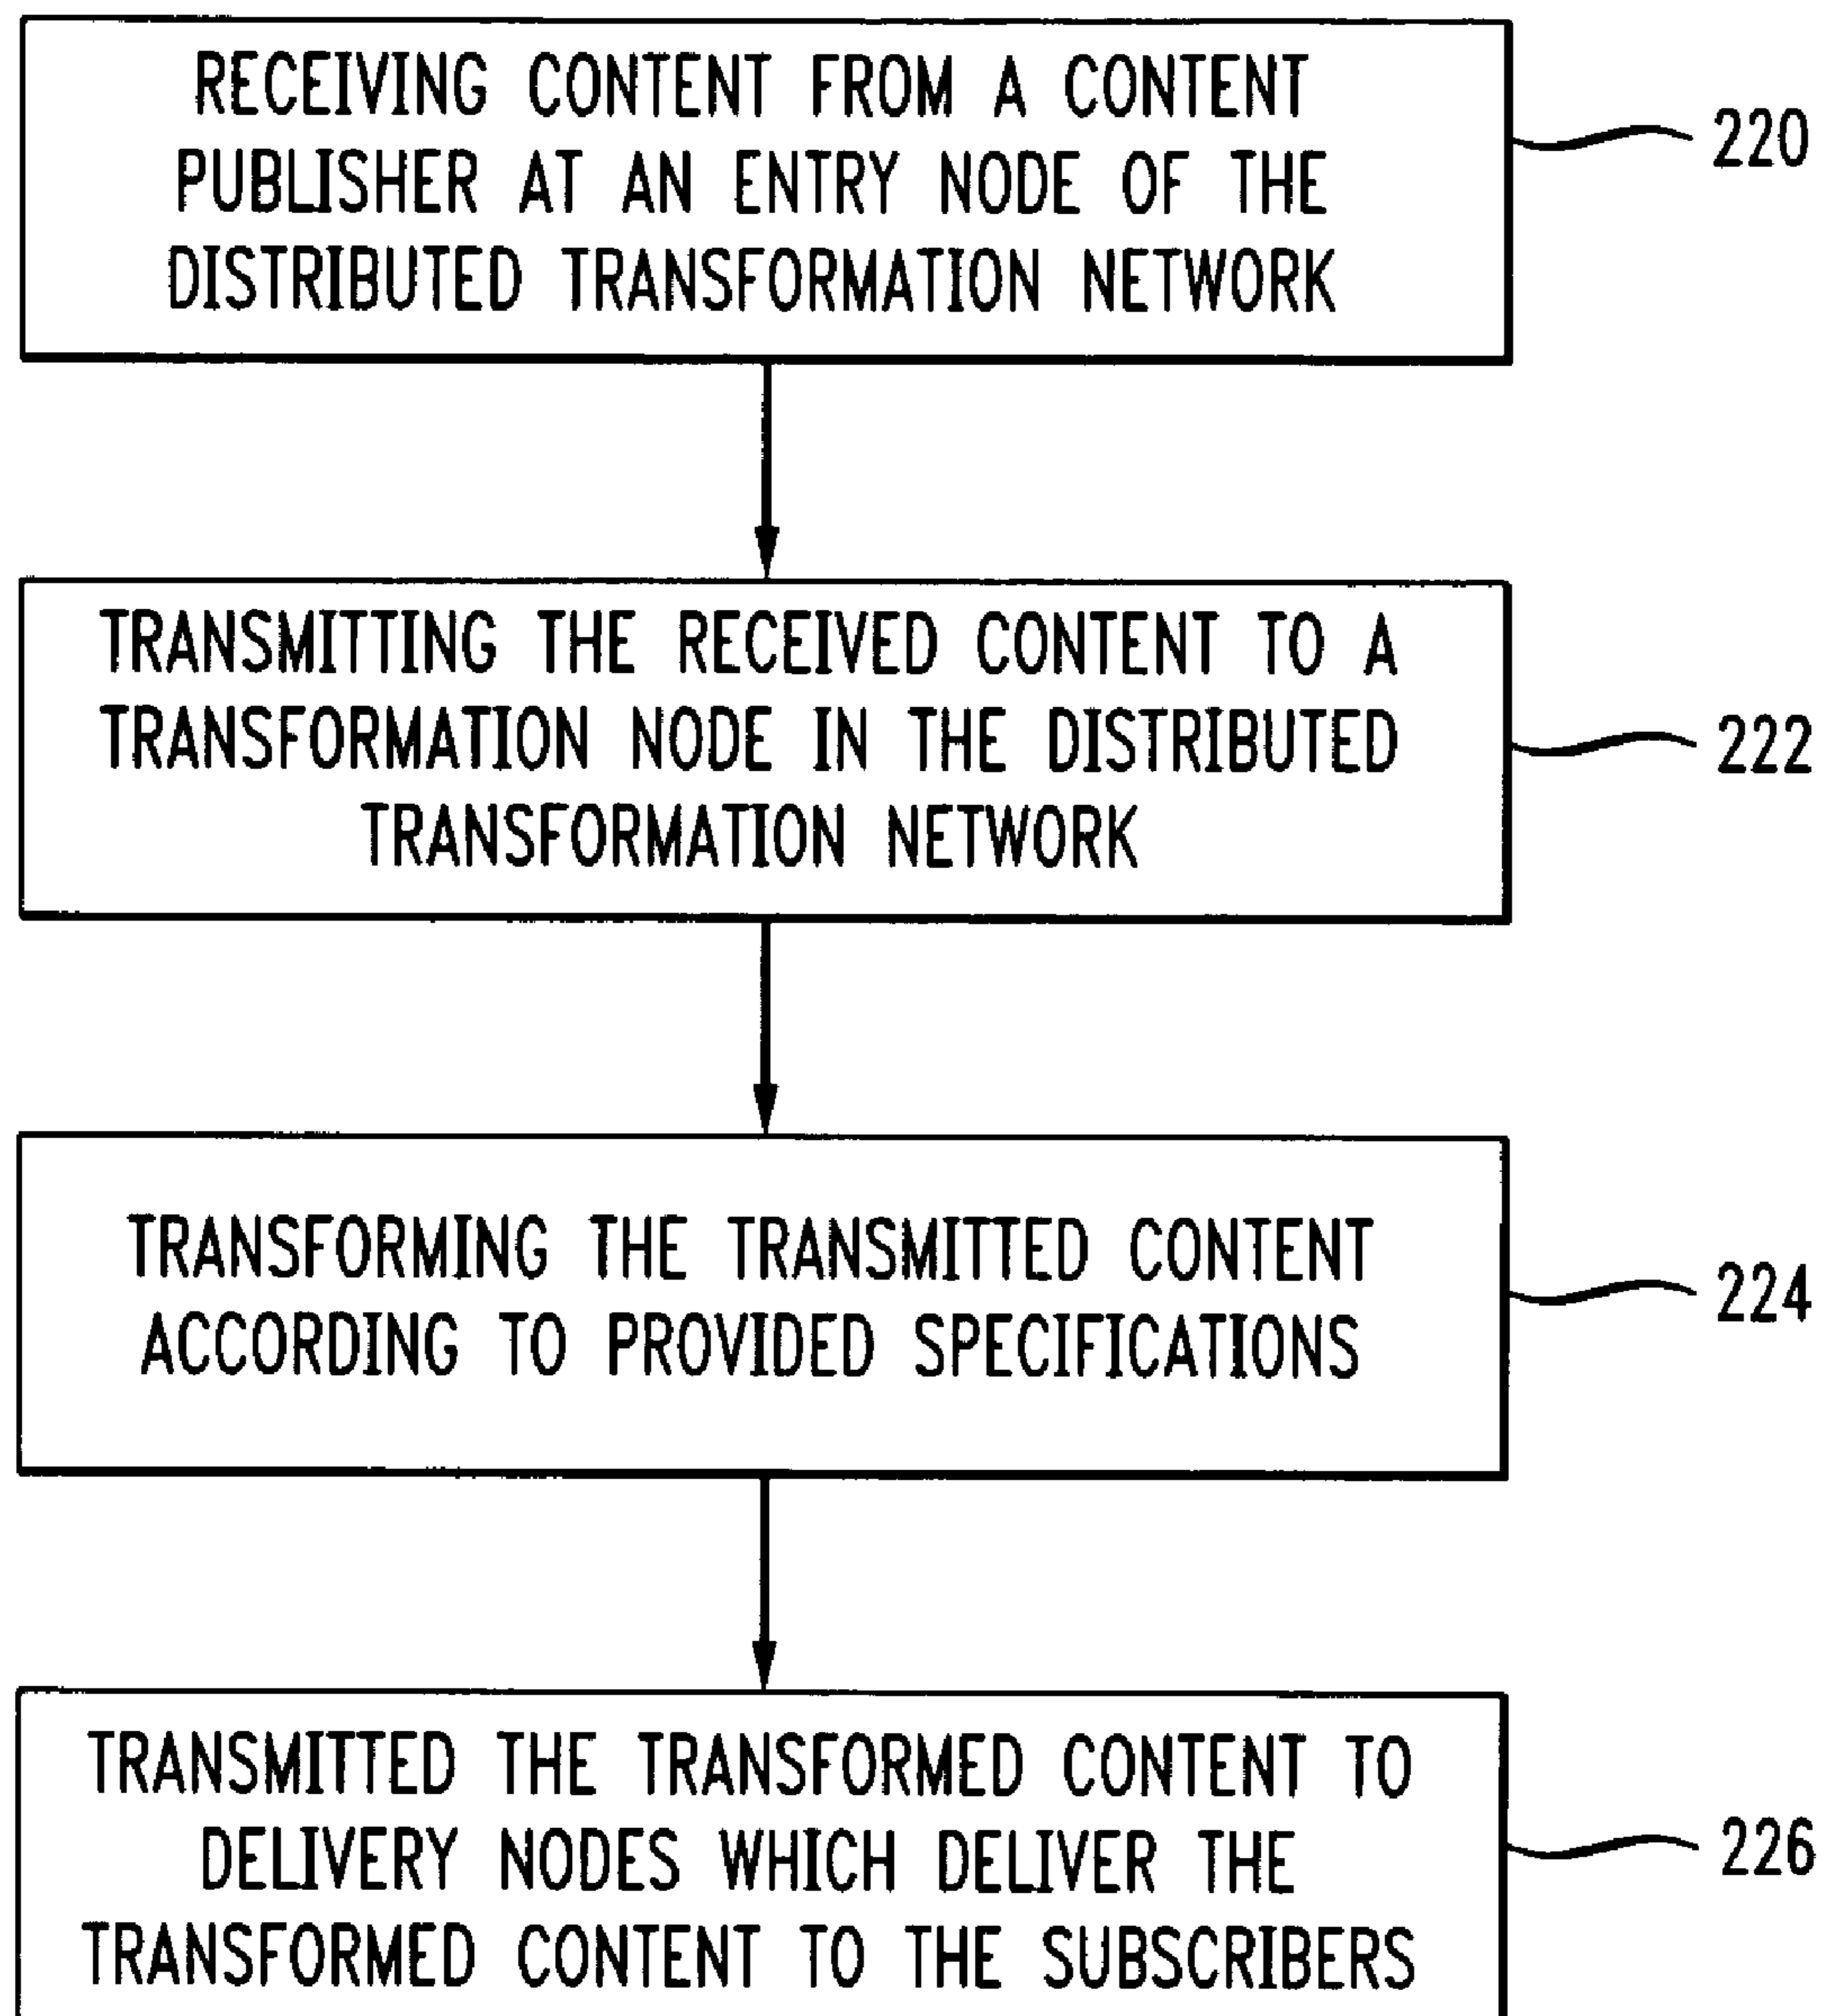 RECEIVING CONTENT FROM A CONTENT
PUBLISHER AT AN ENTRY NODE OF THE
DISTRIBUTED TRANSFORMATION NETWORK
220
TRANSMITTING THE RECEIVED CONTENT TO A
TRANSFORMATION NODE IN THE DISTRIBUTED
TRANSFORMATION NETWORK
222
TRANSFORMING THE TRANSMITTED CONTENT
ACCORDING TO PROVIDED SPECIFICATIONS
224
TRANSMITTED THE TRANSFORMED CONTENT TO
DELIVERY NODES WHICH DELIVER THE
TRANSFORMED CONTENT TO THE SUBSCRIBERS
226